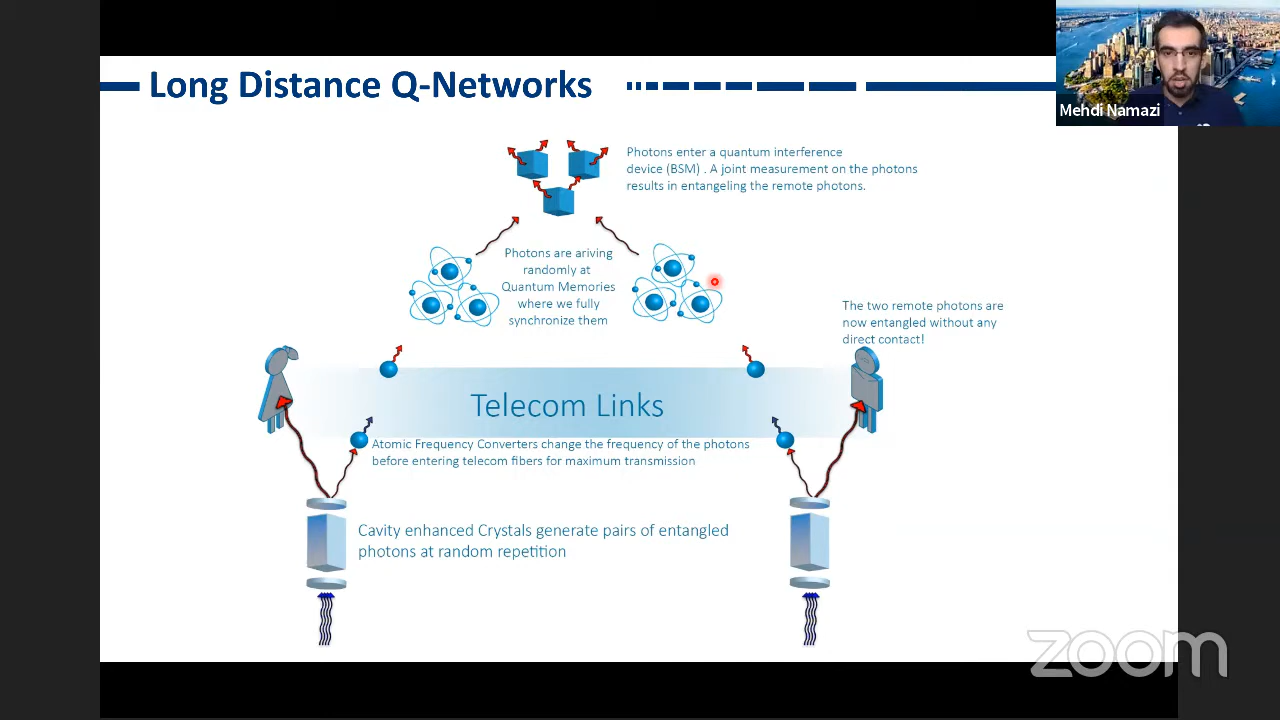 Long Distance Q-Networks
Mehdi Namazi
Photons enter a quantum interference
device (BSM) . A joint measurement on the photons
results in entangeling the remote photons.
Photons are ariving
randomly at
Quantum Memories
where we fully
synchronize them
The two remote photons are
now entangled without any
direct contact!
Telecom Links
Atomic Frequency Converters change the frequency of the photons
before entering telecom fibers for maximum transmission
Cavity enhanced Crystals generate pairs of entangled
photons at random repetition
zoom